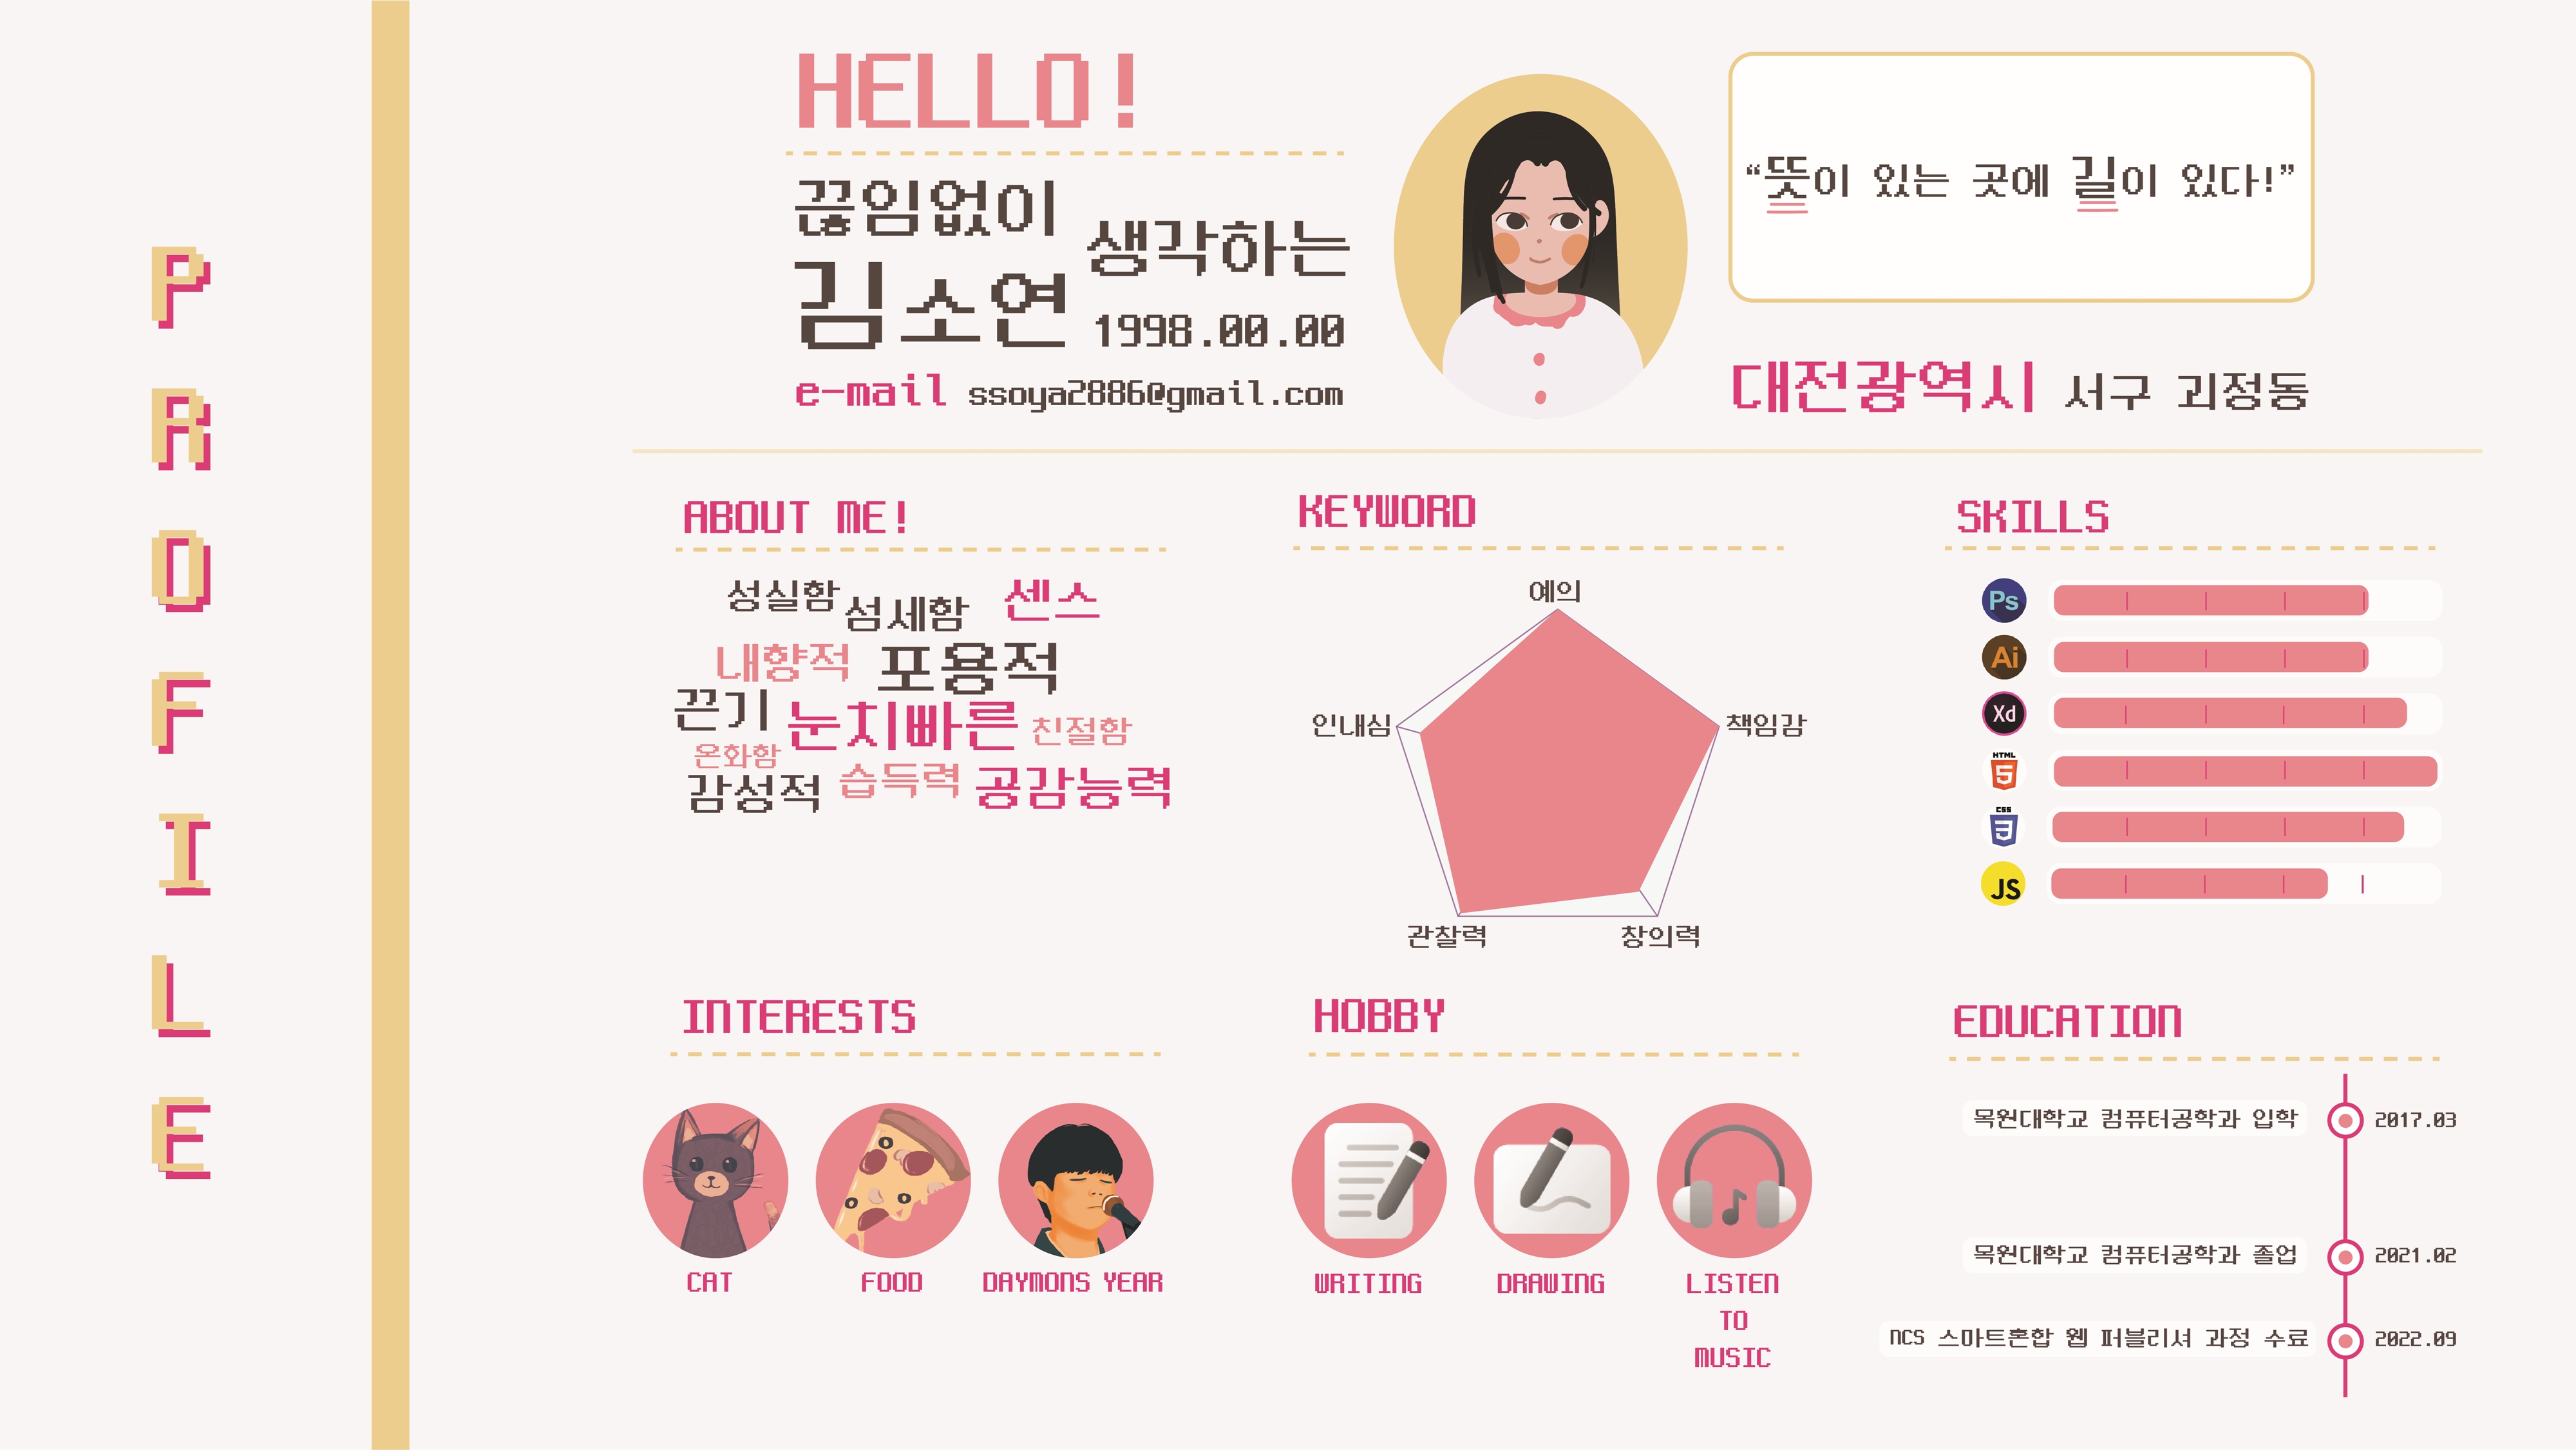 PROFILE
HELLO!
끊임없이 생각하는
김소연 1998.00.00
e-mail ssoya2886@gmail.com
“뜻이 있는 곳에 길이 있다!”
대전광역시 서구 괴정동
ABOUT ME!
성실함 섬세함 센스
내향적 포용적
끈기 눈치빠른 친절함
온화함
감성적 습득력 공감능력
KEYWORD
예의
인내심 책임감
관찰력 창의력
SKILLS
Ps
Ai
Xd
HTML
5
CSS
3
JS
INTERESTS
CAT
FOOD
DAYMONS YEAR
HOBBY
WRITING
DRAWING
LISTEN
TO
MUSIC
EDUCATION
목원대학교 컴퓨터공학과 입학 2017.03
목원대학교 컴퓨터공학과 졸업 2021.02
NCS 스마트혼합 웹 퍼블리셔 과정 수료 2022.09